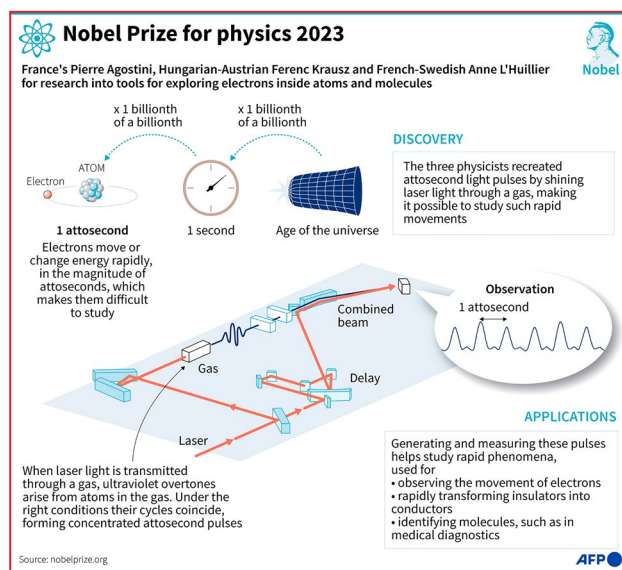 Nobel Prize for physics 2023
Nobel
France's Pierre Agostini, Hungarian-Austrian Ferenc Krausz and French-Swedish Anne L'Huillier
for research into tools for exploring electrons inside atoms and molecules
x 1 billionth
of a billionth
x 1 billionth
of a billionth
ATOM
Electron
1 attosecond
1 second
Age of the universe
Electrons move or
change energy rapidly,
in the magnitude of
attoseconds, which
makes them difficult
to study
DISCOVERY
The three physicists recreated
attosecond light pulses by shining
laser light through a gas, making
it possible to study such rapid
movements
Observation
1 attosecond
Combined
beam
Gas
Delay
Laser
When laser light is transmitted
through a gas, ultraviolet overtones
arise from atoms in the gas. Under the
right conditions their cycles coincide,
forming concentrated attosecond pulses
APPLICATIONS
Generating and measuring these pulses
helps study rapid phenomena,
used for
• observing the movement of electrons
• rapidly transforming insulators into
conductors
• identifying molecules, such as in
medical diagnostics
Source: nobelprize.org
AFP